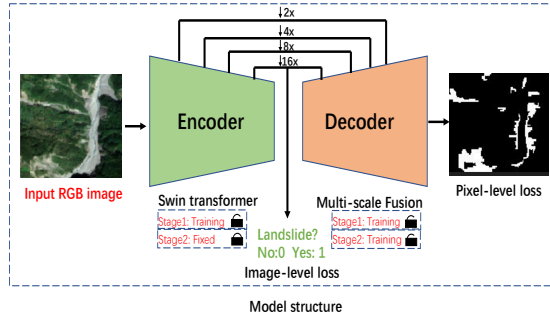 2x
4x
8x
16x
Encoder
Decoder
Input RGB image
Pixel-level loss
Swin transformer
Stage1: Training
Stage2: Fixed
Multi-scale Fusion
Stage1: Training
Stage2: Training
Landslide?
No:0 Yes: 1
Image-level loss
Model structure